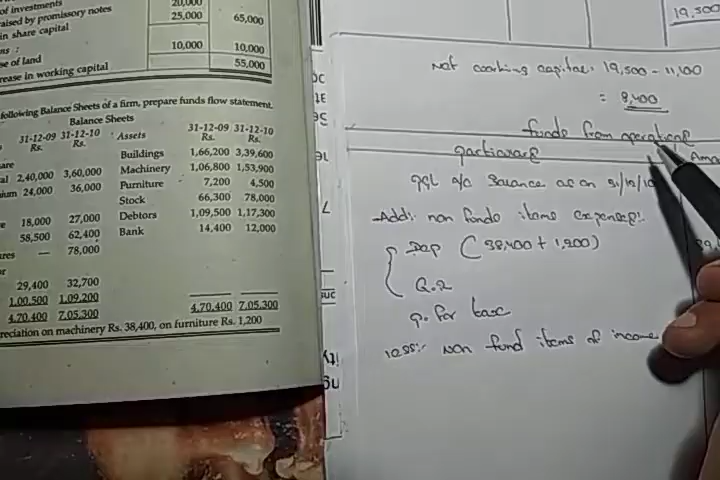 of investments 20,000
aised by promissory notes 25,000 65,000
in share capital
ns :
se of land 10,000 10,000
rease in working capital 55,000
following Balance Sheets of a firm, prepare funds flow statement.
Balance Sheets
31-12-09 31-12-10 Assets 31-12-09 31-12-10
Rs. Rs. Rs. Rs.
are Buildings 1,66,200 3,39,600
al 2,40,000 3,60,000 Machinery 1,06,800 1,53,900
ium 24,000 36,000 Furniture 7,200 4,500
Stock 66,300 78,000
e 18,000 27,000 Debtors 1,09,500 1,17,300
58,500 62,400 Bank 14,400 12,000
ures — 78,000
or
29,400 32,700
1,00,500 1,09,200
4,70,400 7,05,300 4,70,400 7,05,300
reciation on machinery Rs. 38,400, on furniture Rs. 1,200
19,500
Net working capital 19,500 - 11,100
= 8,400
funds from operations
particulars Amo
P&L a/c Balance as on 31/12/10
Add: non funds items expenses:
Dep (38,400 + 1,200)
G.R
P. for tax
less:- non fund items of income